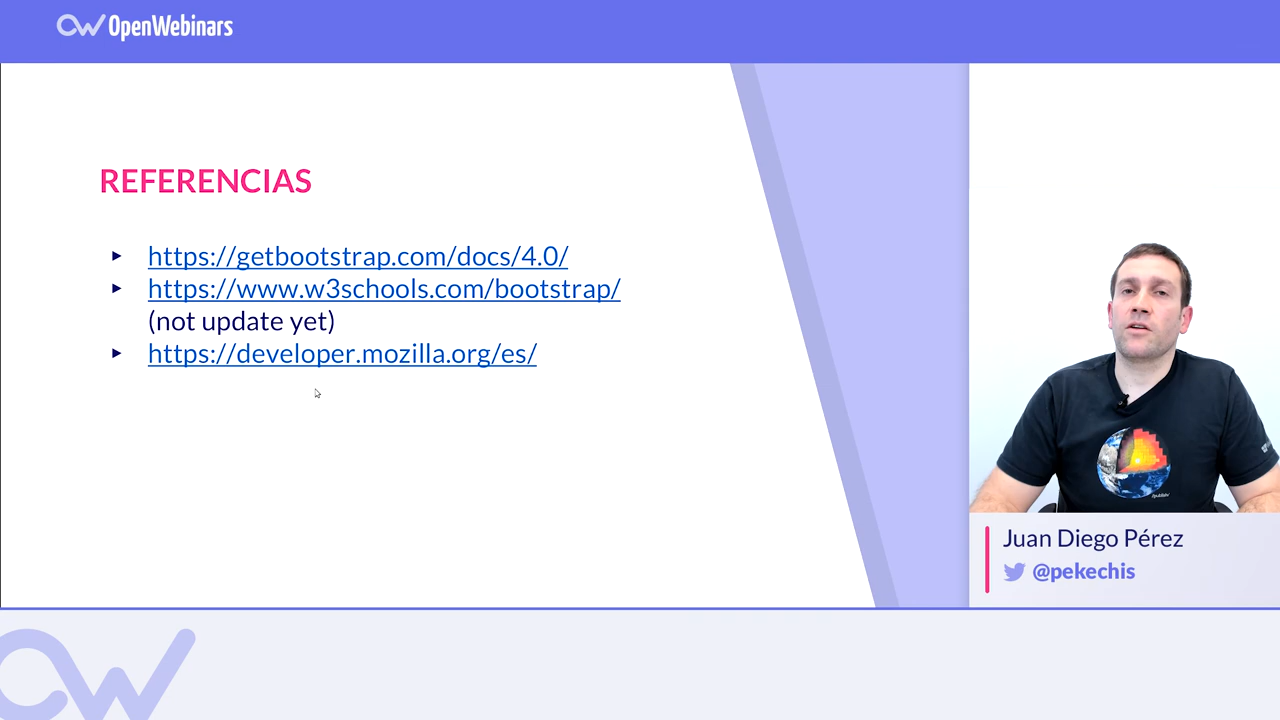 OpenWebinars
REFERENCIAS
▸ https://getbootstrap.com/docs/4.0/
▸ https://www.w3schools.com/bootstrap/
(not update yet)
▸ https://developer.mozilla.org/es/
Juan Diego Pérez
@pekechis